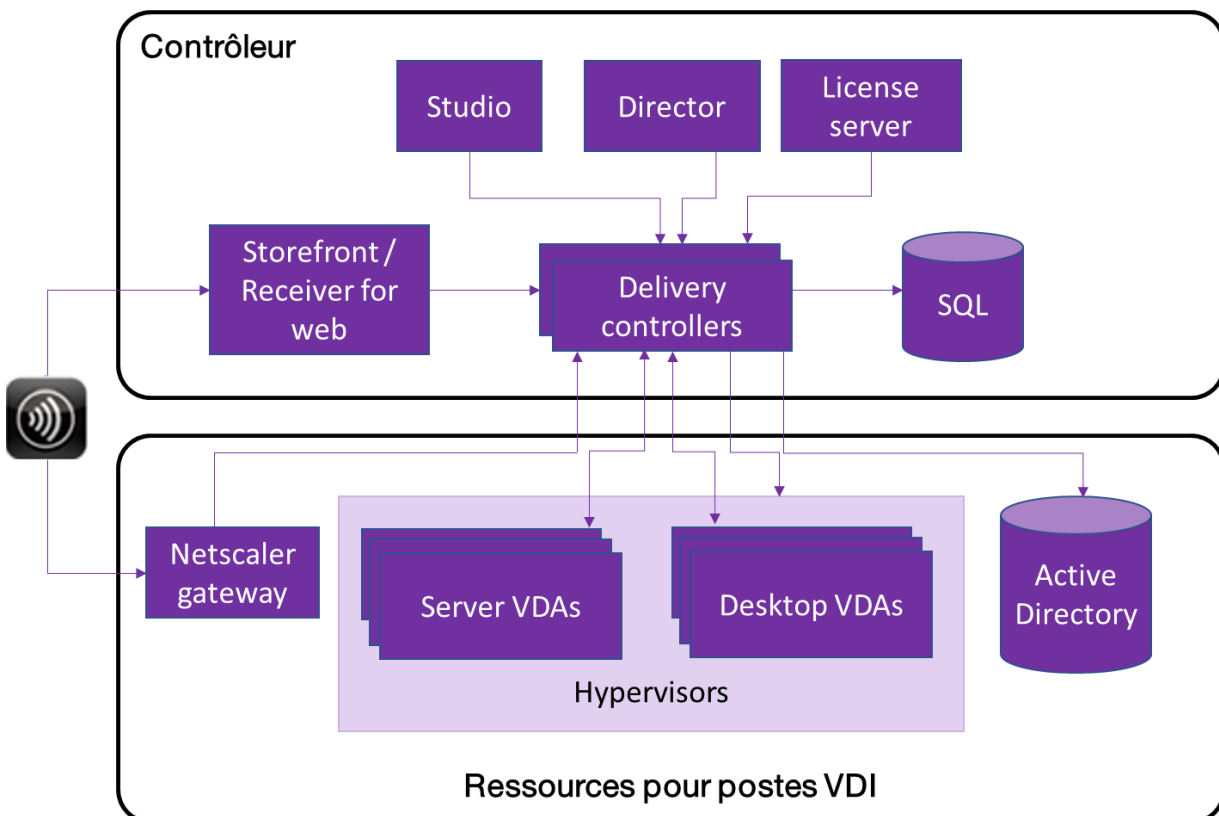 Contrôleur
Studio
Director
License
server
Storefront /
Receiver for
web
Delivery
controllers
SQL
Netscaler
gateway
Server VDAs
Desktop VDAs
Active
Directory
Hypervisors
Ressources pour postes VDI